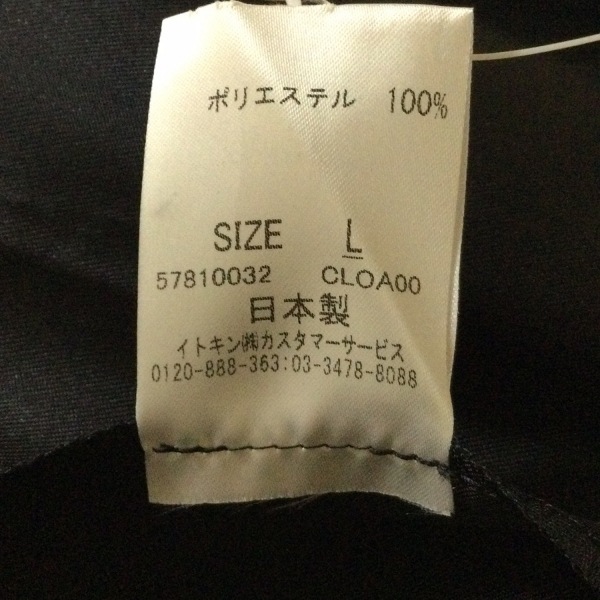 ポリエステル 100%
SIZE L
57810032 CLOA00
日本製
イトキン㈱カスタマーサービス
0120-888-363:03-3478-8088